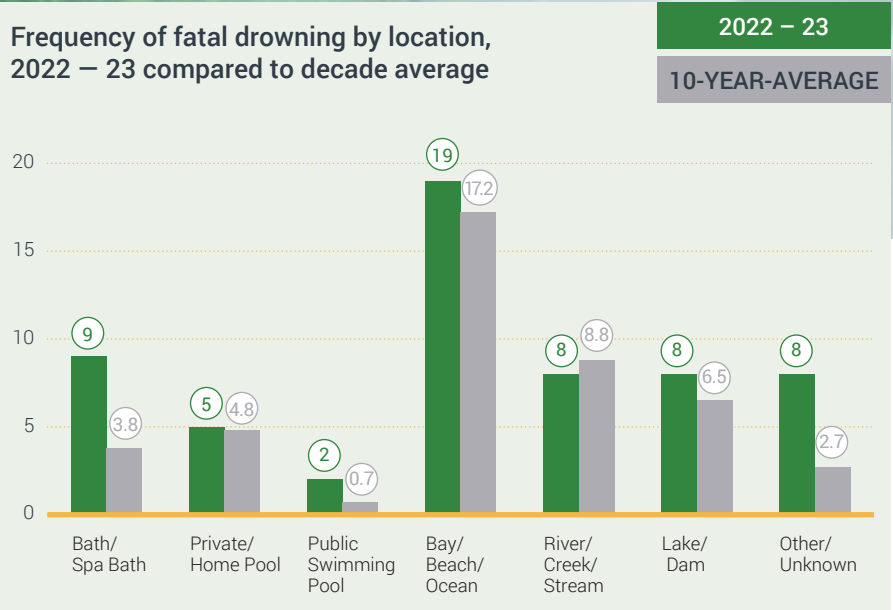 Frequency of fatal drowning by location,
2022 — 23 compared to decade average
2022 – 23
10-YEAR-AVERAGE
20
15
10
5
0
9
3.8
5
4.8
2
0.7
19
17.2
8
8.8
8
6.5
8
2.7
Bath/
Spa Bath
Private/
Home Pool
Public
Swimming
Pool
Bay/
Beach/
Ocean
River/
Creek/
Stream
Lake/
Dam
Other/
Unknown